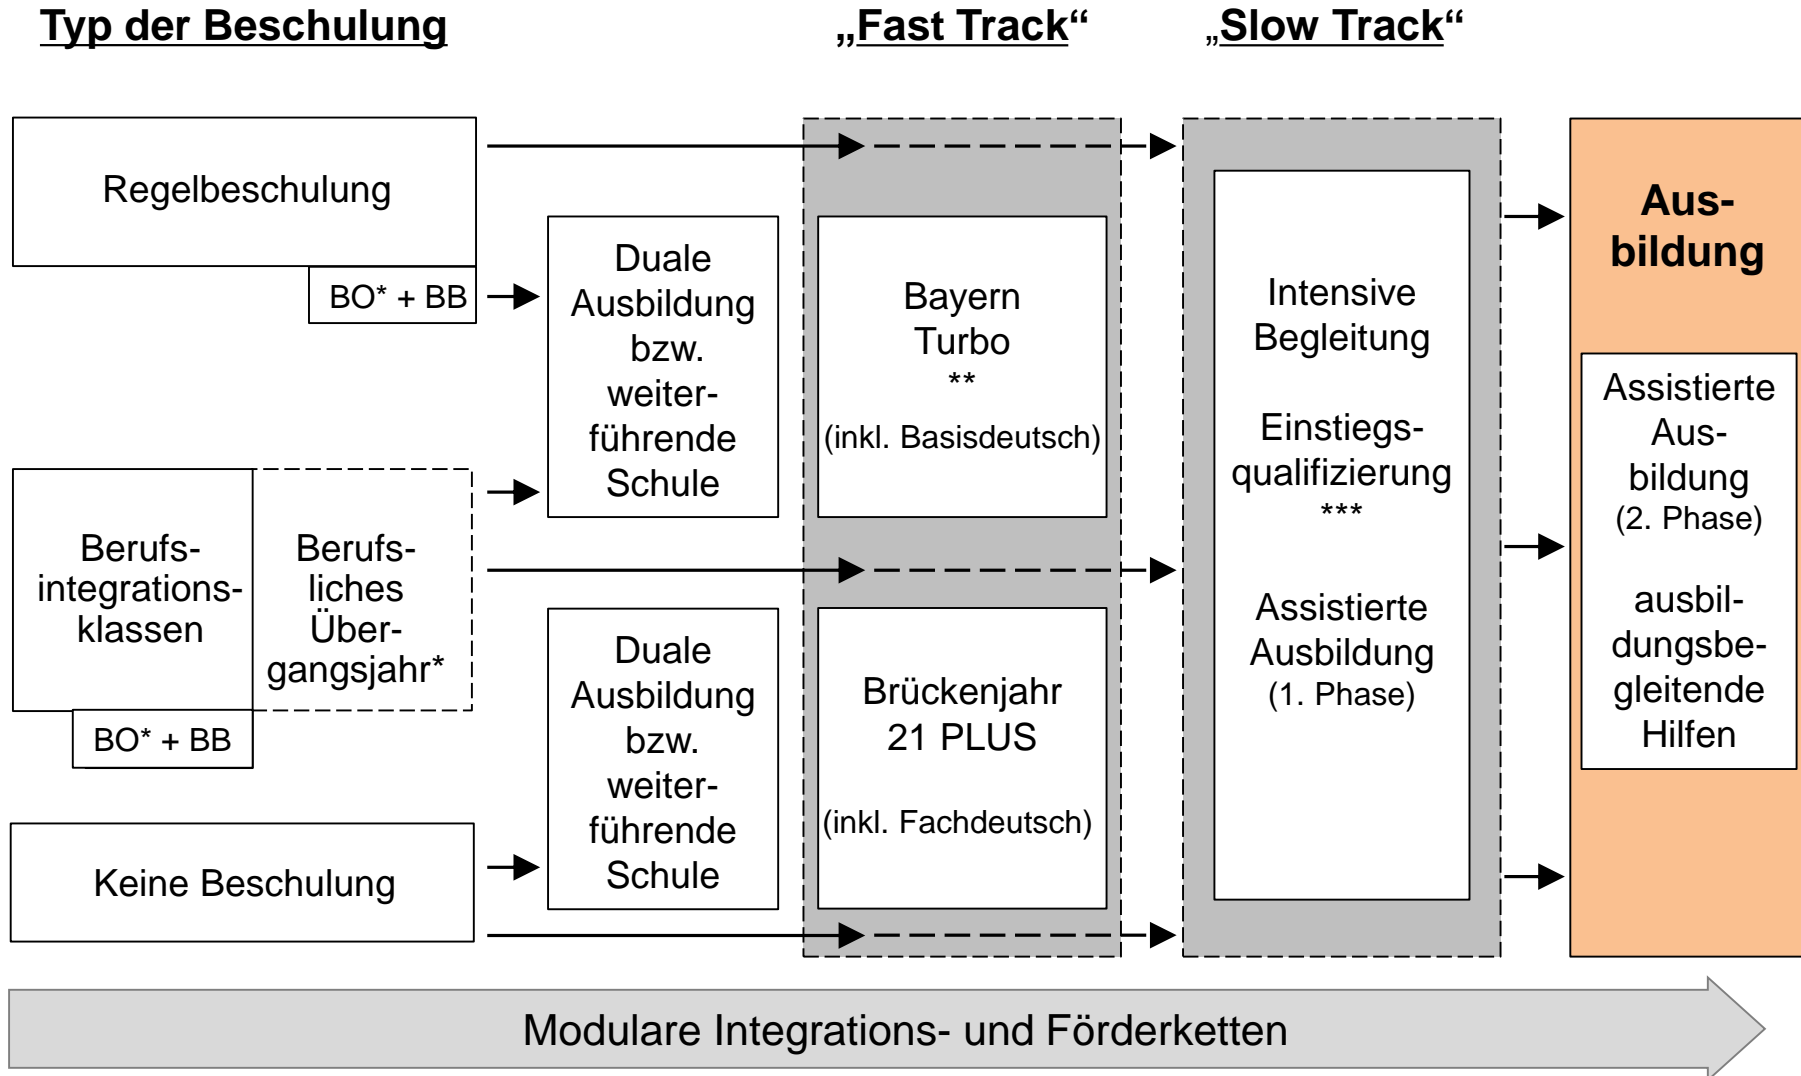 Typ der Beschulung
„Fast Track“
„Slow Track“
Regelbeschulung
BO* + BB
Berufs-
integrations-
klassen
Berufs-
liches
Über-
gangsjahr*
BO* + BB
Keine Beschulung
Duale
Ausbildung
bzw.
weiter-
führende
Schule
Duale
Ausbildung
bzw.
weiter-
führende
Schule
Bayern
Turbo
**
(inkl. Basisdeutsch)
Brückenjahr
21 PLUS
(inkl. Fachdeutsch)
Intensive
Begleitung
Einstiegs-
qualifizierung
***
Assistierte
Ausbildung
(1. Phase)
Aus-
bildung
Assistierte
Aus-
bildung
(2. Phase)
ausbil-
dungsbe-
gleitende
Hilfen
Modulare Integrations- und Förderketten